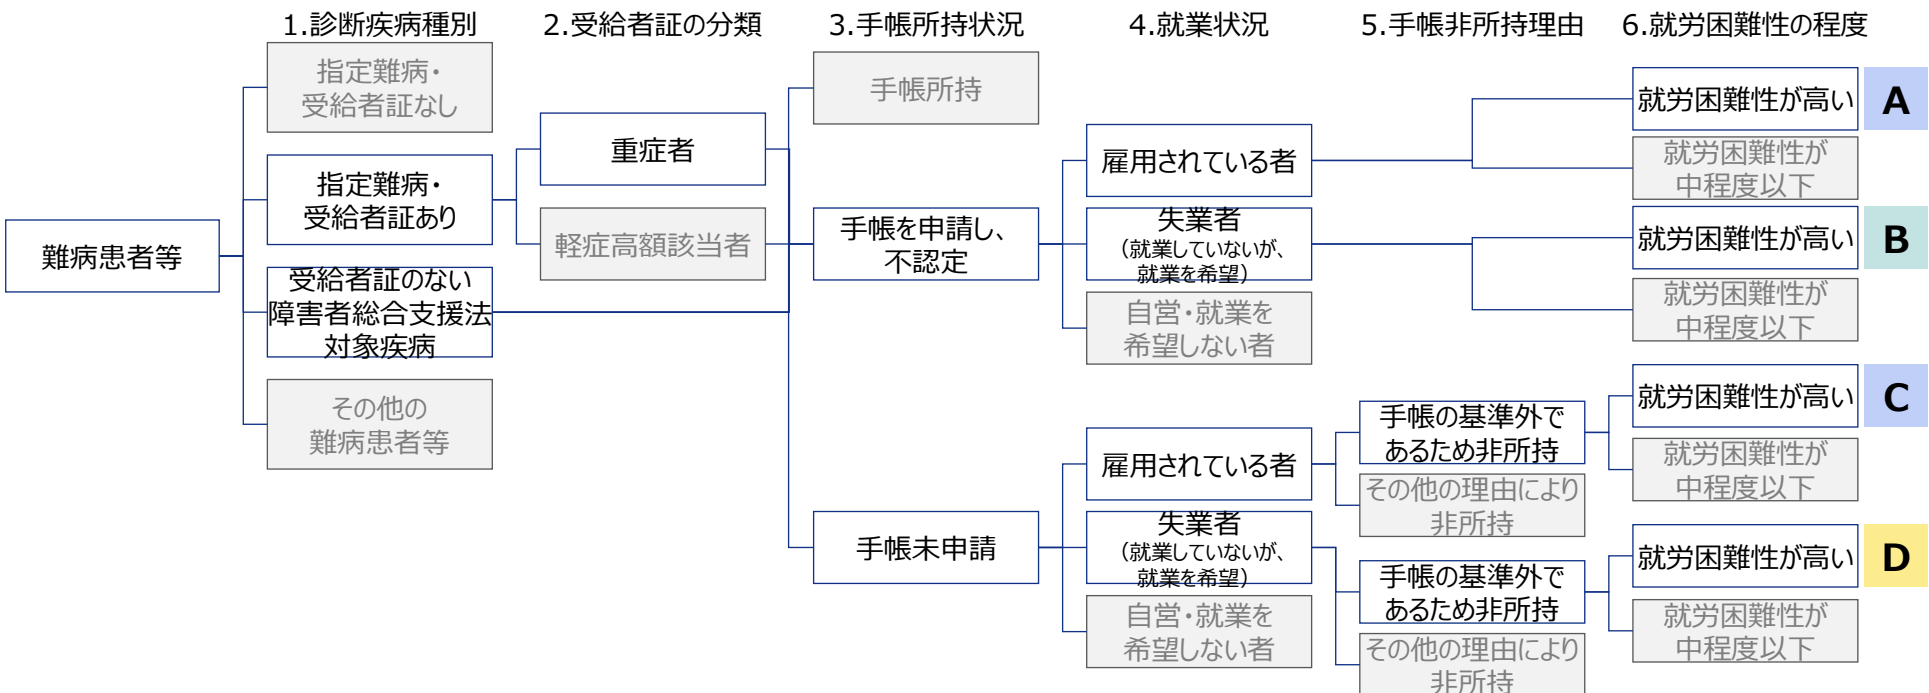 1.診断疾病種別
2.受給者証の分類
3.手帳所持状況
4.就業状況
5.手帳非所持理由
6.就労困難性の程度
難病患者等
指定難病・
受給者証なし
指定難病・
受給者証あり
受給者証のない
障害者総合支援法
対象疾病
その他の
難病患者等
重症者
軽症高額該当者
手帳所持
手帳を申請し、
不認定
手帳未申請
雇用されている者
失業者
（就業していないが、
就業を希望）
自営・就業を
希望しない者
雇用されている者
失業者
（就業していないが、
就業を希望）
自営・就業を
希望しない者
手帳の基準外で
あるため非所持
その他の理由により
非所持
手帳の基準外で
あるため非所持
その他の理由により
非所持
就労困難性が高い
A
就労困難性が
中程度以下
就労困難性が高い
B
就労困難性が
中程度以下
就労困難性が高い
C
就労困難性が
中程度以下
就労困難性が高い
D
就労困難性が
中程度以下